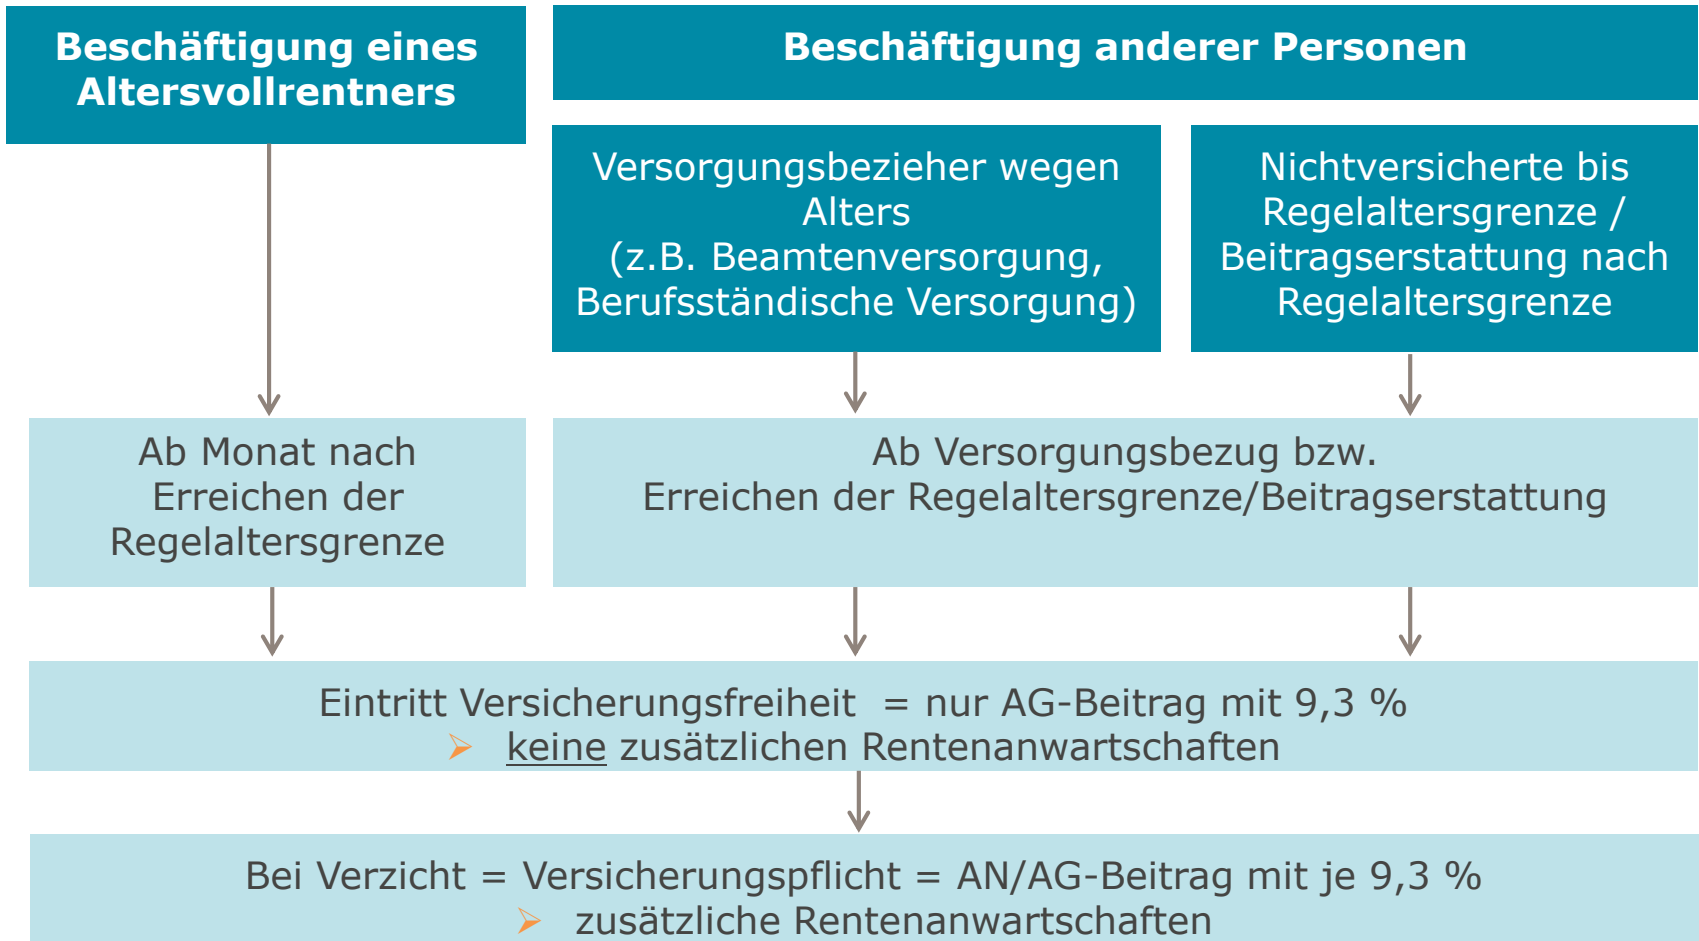 Beschäftigung eines
Altersvollrentners
Beschäftigung anderer Personen
Versorgungsbezieher wegen
Alters
(z.B. Beamtenversorgung,
Berufsständische Versorgung)
Nichtversicherte bis
Regelaltersgrenze /
Beitragserstattung nach
Regelaltersgrenze
Ab Monat nach
Erreichen der
Regelaltersgrenze
Ab Versorgungsbezug bzw.
Erreichen der Regelaltersgrenze/Beitragserstattung
Eintritt Versicherungsfreiheit = nur AG-Beitrag mit 9,3 %
➢ keine zusätzlichen Rentenanwartschaften
Bei Verzicht = Versicherungspflicht = AN/AG-Beitrag mit je 9,3 %
➢ zusätzliche Rentenanwartschaften